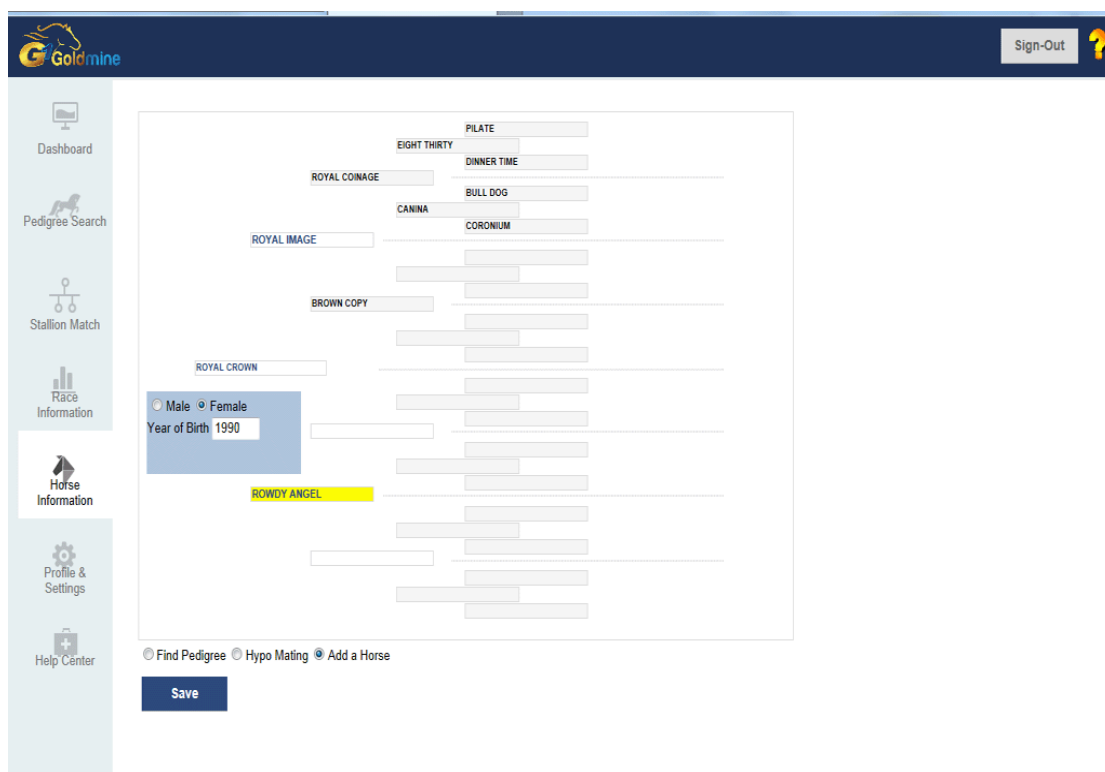 G1 Goldmine
Sign-Out
?
Dashboard
Pedigree Search
Stallion Match
Race
Information
Horse
Information
Profile &
Settings
Help Center
PILATE
EIGHT THIRTY
DINNER TIME
ROYAL COINAGE
BULL DOG
CANINA
CORONIUM
ROYAL IMAGE
BROWN COPY
ROYAL CROWN
Male Female
Year of Birth 1990
ROWDY ANGEL
Find Pedigree Hypo Mating Add a Horse
Save